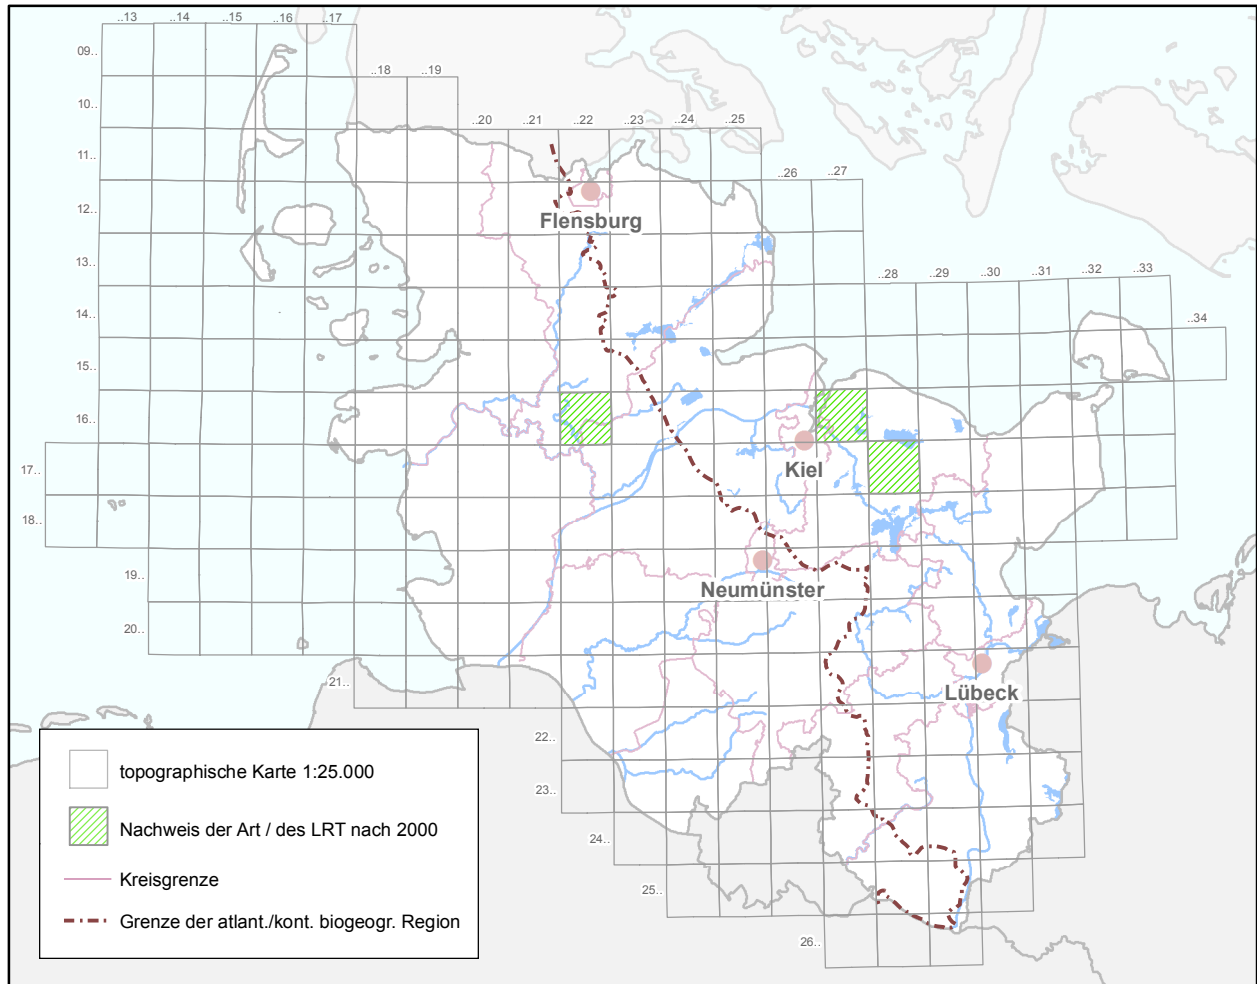 ..13 ..14 ..15 ..16 ..17
09..
..18 ..19
10..
..20 ..21 ..22 ..23 ..24 ..25
11..
..26 ..27
12..
Flensburg
13..
..28 ..29 ..30 ..31 ..32 ..33
14..
..34
15..
16..
Kiel
17..
18..
19..
Neumünster
20..
21..
Lübeck
22..
topographische Karte 1:25.000
23..
Nachweis der Art / des LRT nach 2000
24..
Kreisgrenze
25..
Grenze der atlant./kont. biogeogr. Region
26..